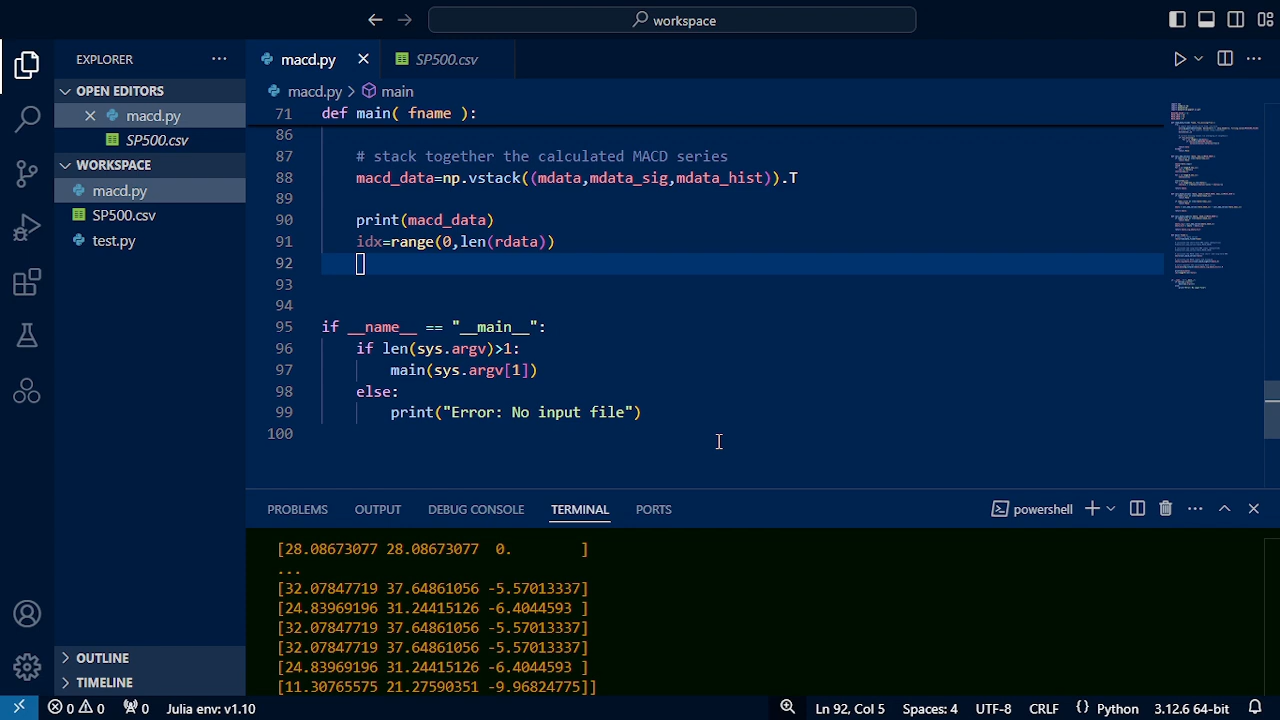 workspace
EXPLORER
OPEN EDITORS
macd.py
SP500.csv
WORKSPACE
macd.py
SP500.csv
test.py
OUTLINE
TIMELINE
macd.py
SP500.csv
macd.py > main
71 def main( fname ):
86
87 # stack together the calculated MACD series
88 macd_data=np.vstack((mdata,mdata_sig,mdata_hist)).T
89
90 print(macd_data)
91 idx=range(0,
92
93
94
95 if __name__ == "__main__":
96 if len(sys.argv)>1:
97 main(sys.argv[1])
98 else:
99 print("Error: No input file")
100
PROBLEMS OUTPUT DEBUG CONSOLE TERMINAL PORTS
powershell
[28.08673077 28.08673077 0. ]
...
[32.07847719 37.64861056 -5.57013337]
[24.83969196 31.24415126 -6.4044593 ]
[32.07847719 37.64861056 -5.57013337]
[32.07847719 37.64861056 -5.57013337]
[24.83969196 31.24415126 -6.4044593 ]
[11.30765575 21.27590351 -9.96824775]]
0 0 0 Julia env: v1.10 Ln 92, Col 5 Spaces: 4 UTF-8 CRLF {} Python 3.12.6 64-bit